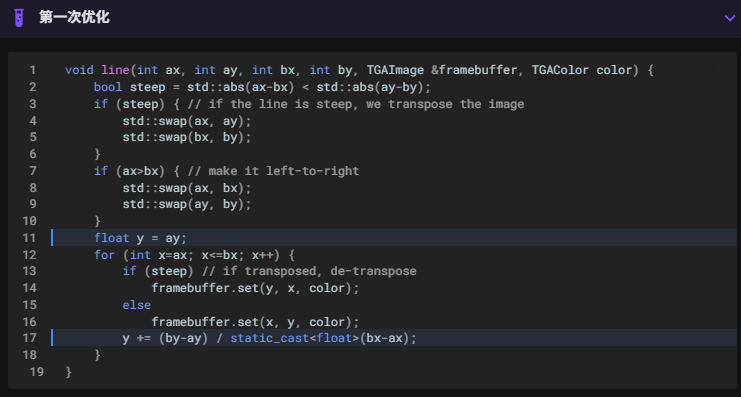 第一次优化
1 void line(int ax, int ay, int bx, int by, TGAImage &framebuffer, TGAColor color) {
2     bool steep = std::abs(ax-bx) < std::abs(ay-by);
3     if (steep) { // if the line is steep, we transpose the image
4         std::swap(ax, ay);
5         std::swap(bx, by);
6     }
7     if (ax>bx) { // make it left-to-right
8         std::swap(ax, bx);
9         std::swap(ay, by);
10     }
11     float y = ay;
12     for (int x=ax; x<=bx; x++) {
13         if (steep) // if transposed, de-transpose
14             framebuffer.set(y, x, color);
15         else
16             framebuffer.set(x, y, color);
17         y += (by-ay) / static_cast<float>(bx-ax);
18     }
19 }